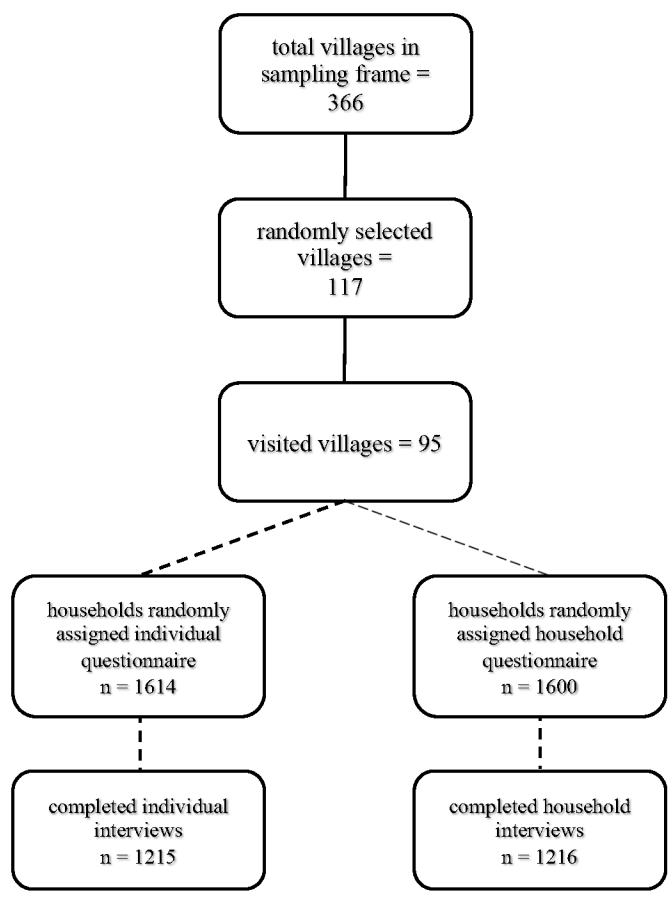 total villages in
sampling frame =
366
randomly selected
villages =
117
visited villages = 95
households randomly
assigned individual
questionnaire
n = 1614
households randomly
assigned household
questionnaire
n = 1600
completed individual
interviews
n = 1215
completed household
interviews
n = 1216